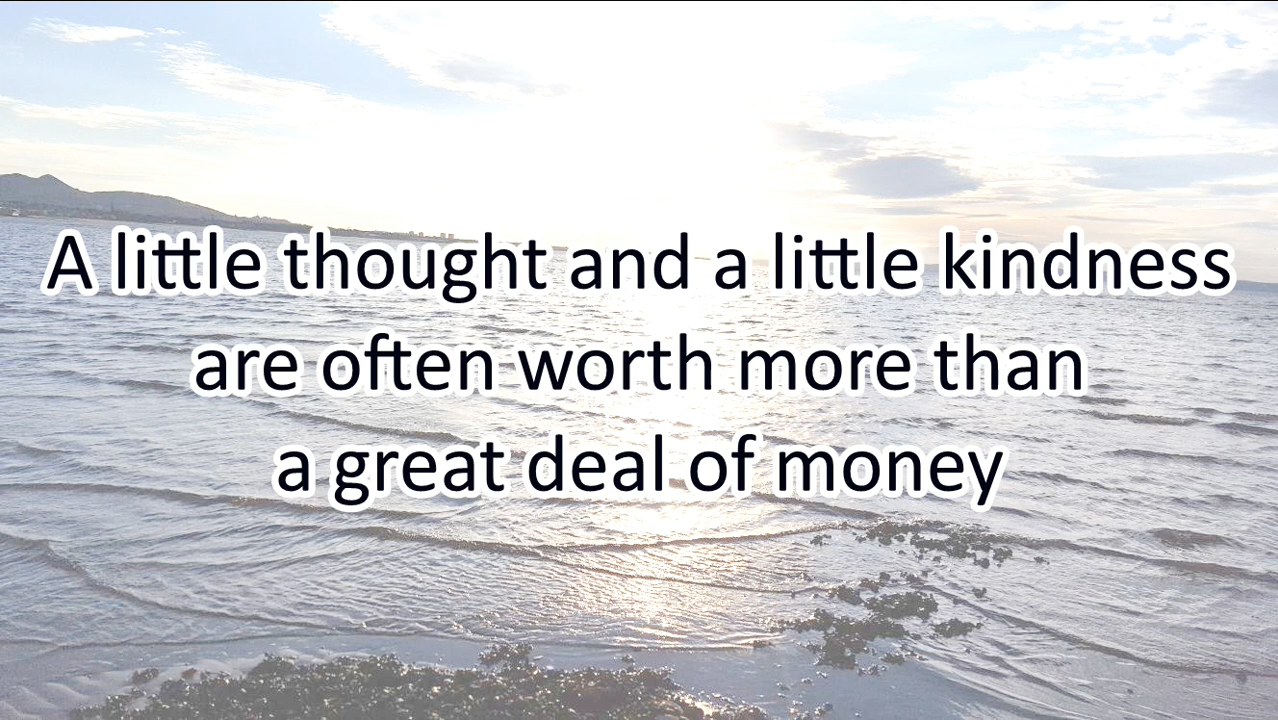 A little thought and a little kindness
are often worth more than
a great deal of money